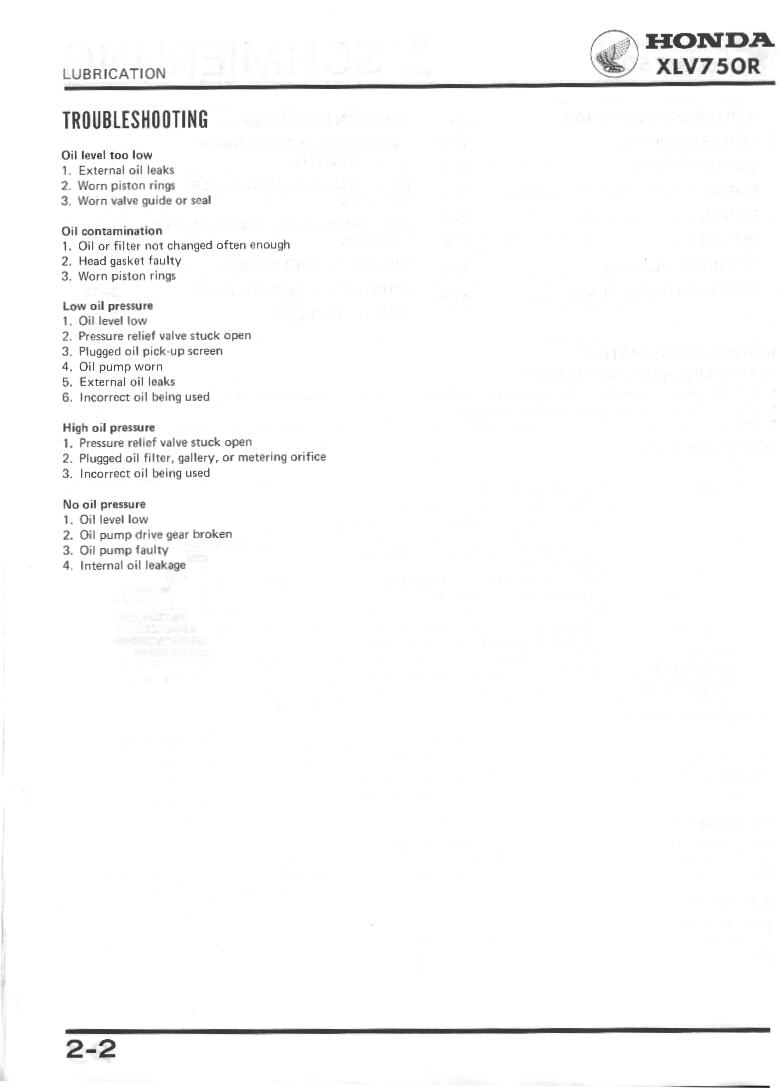 HONDA
LUBRICATION
XLV750R
TROUBLESHOOTING
Oil level too low
1. External oil leaks
2. Worn piston rings
3. Worn valve guide or seal
Oil contamination
1. Oil or filter not changed often enough
2. Head gasket faulty
3. Worn piston rings
Low oil pressure
1. Oil level low
2. Pressure relief valve stuck open
3. Plugged oil pick-up screen
4. Oil pump worn
5. External oil leaks
6. Incorrect oil being used
High oil pressure
1. Pressure relief valve stuck open
2. Plugged oil filter, gallery, or metering orifice
3. Incorrect oil being used
No oil pressure
1. Oil level low
2. Oil pump drive gear broken
3. Oil pump faulty
4. Internal oil leakage
2-2